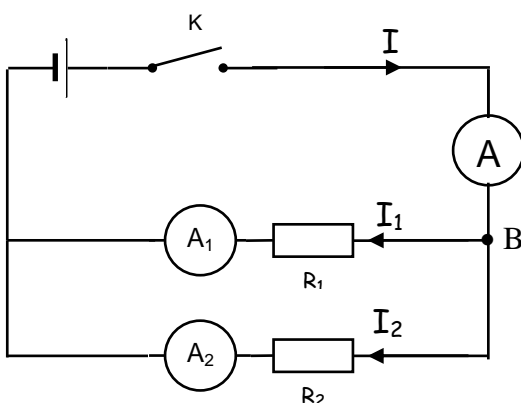 K
I
A
A₁
I₁
B
R₁
A₂
I₂
R₂